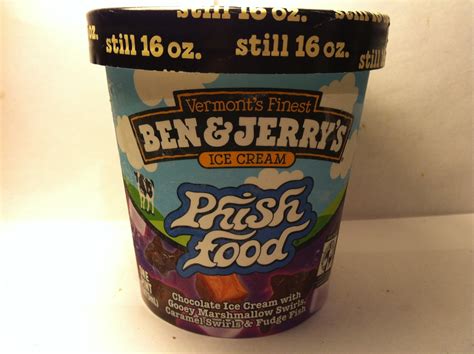 still 16 oz. still 16 oz. still 16 oz.
Vermont's Finest
BEN & JERRY'S
ICE CREAM
Phish
Food
Chocolate Ice Cream with
Gooey Marshmallow Swirls,
Caramel Swirls & Fudge Fish